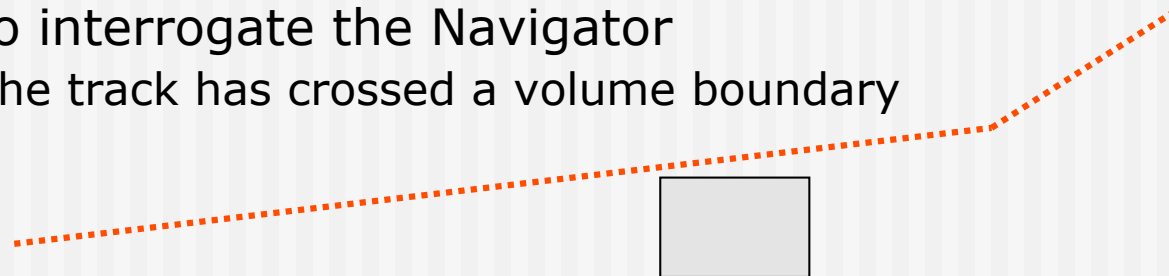 o interrogate the Navigator
he track has crossed a volume boundary